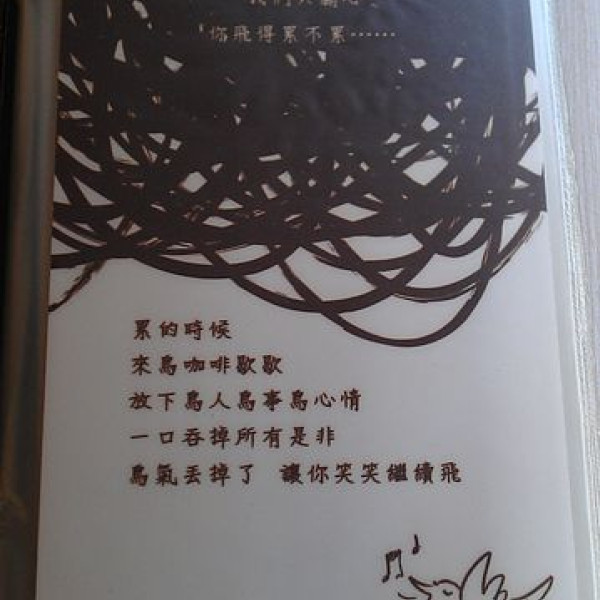 你飛得累不累⋯⋯
累的時候
來鳥咖啡歇歇
放下鳥人鳥事鳥心情
一口吞掉所有是非
鳥氣丟掉了 讓你笑笑繼續飛